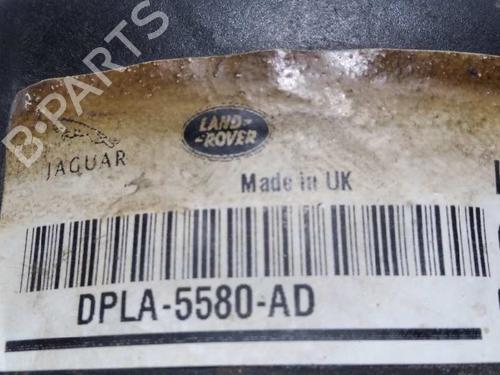 B-PARTS
JAGUAR
LAND-
-ROVER
Made in UK
DPLA-5580-AD